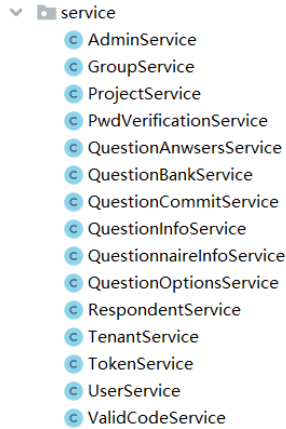 service
C AdminService
C GroupService
C ProjectService
C PwdVerificationService
C QuestionAnwsersService
C QuestionBankService
C QuestionCommitService
C QuestionInfoService
C QuestionnaireInfoService
C QuestionOptionsService
C RespondentService
C TenantService
C TokenService
C UserService
C ValidCodeService